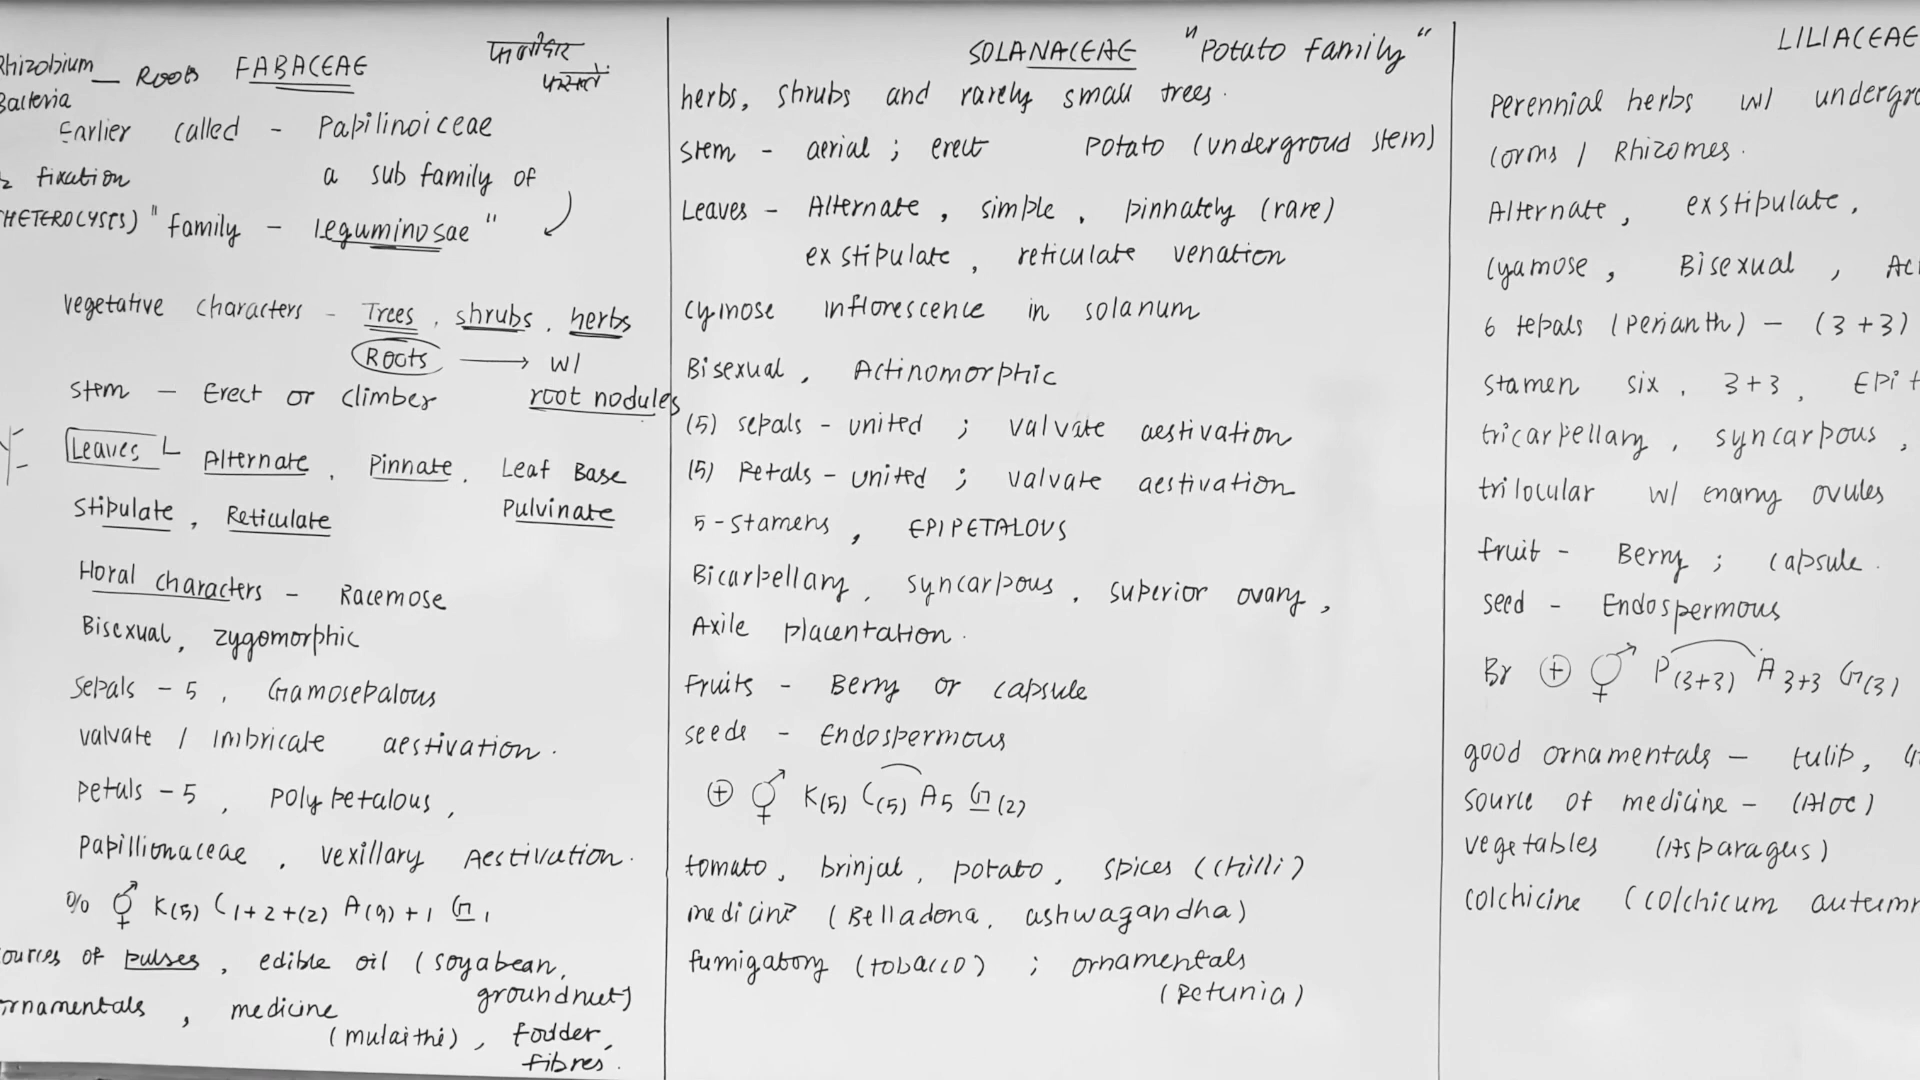 Rhizobium — Roots FABACEAE
Bacteria
Earlier called - Papilinoiceae
fixation a sub family of
HETEROCYSTS) "family - leguminosae"
vegetative characters - Trees, shrubs, herbs
Roots → w/
root nodules
stem - Erect or climber
Leaves Alternate, Pinnate, Leaf Base
Pulvinate
Stipulate, Reticulate
floral characters - Racemose
Bisexual, zygomorphic
Sepals - 5, Gamosepalous
valvate / Imbricate aestivation.
petals - 5, polypetalous,
Papillionaceae, vexillary Aestivation.
% ⚥ K(5) C1+2+(2) A(9)+1 G1
sources of pulses, edible oil (soyabean,
groundnut)
ornamentals, medicine
(mulaithi), fodder,
fibres.
SOLANACEAE "Potato family"
herbs, shrubs and rarely small trees.
Stem - aerial ; erect Potato (undergroud stem)
Leaves - Alternate, simple, pinnately (rare)
exstipulate, reticulate venation
cymose inflorescence in solanum
Bisexual, Actinomorphic
(5) sepals - united ; valvate aestivation
(5) Petals - united ; valvate aestivation
5-stamens, EPIPETALOUS
Bicarpellary, syncarpous, superior ovary,
Axile placentation.
Fruits - Berry or capsule
seeds - Endospermous
⊕ ⚥ K(5) C(5) A5 G(2)
tomato, brinjal, potato, spices (chilli)
medicine (Belladona, ashwagandha)
fumigatory (tobacco) ; ornamentals
(Petunia)
LILIACEAE
Perennial herbs w/ undergro
Corms / Rhizomes.
Alternate, exstipulate,
Cyamose, Bisexual, Act
6 tepals (perianth) - (3+3)
stamen six, 3+3, Epi t
tricarpellary, syncarpous,
trilocular w/ emany ovules
fruit - Berry ; capsule.
seed - Endospermous
Br ⊕ ⚥ P(3+3) A3+3 G(3)
good ornamentals - tulip,
source of medicine - (Aloe)
vegetables (Asparagus)
colchicine (colchicum autumn